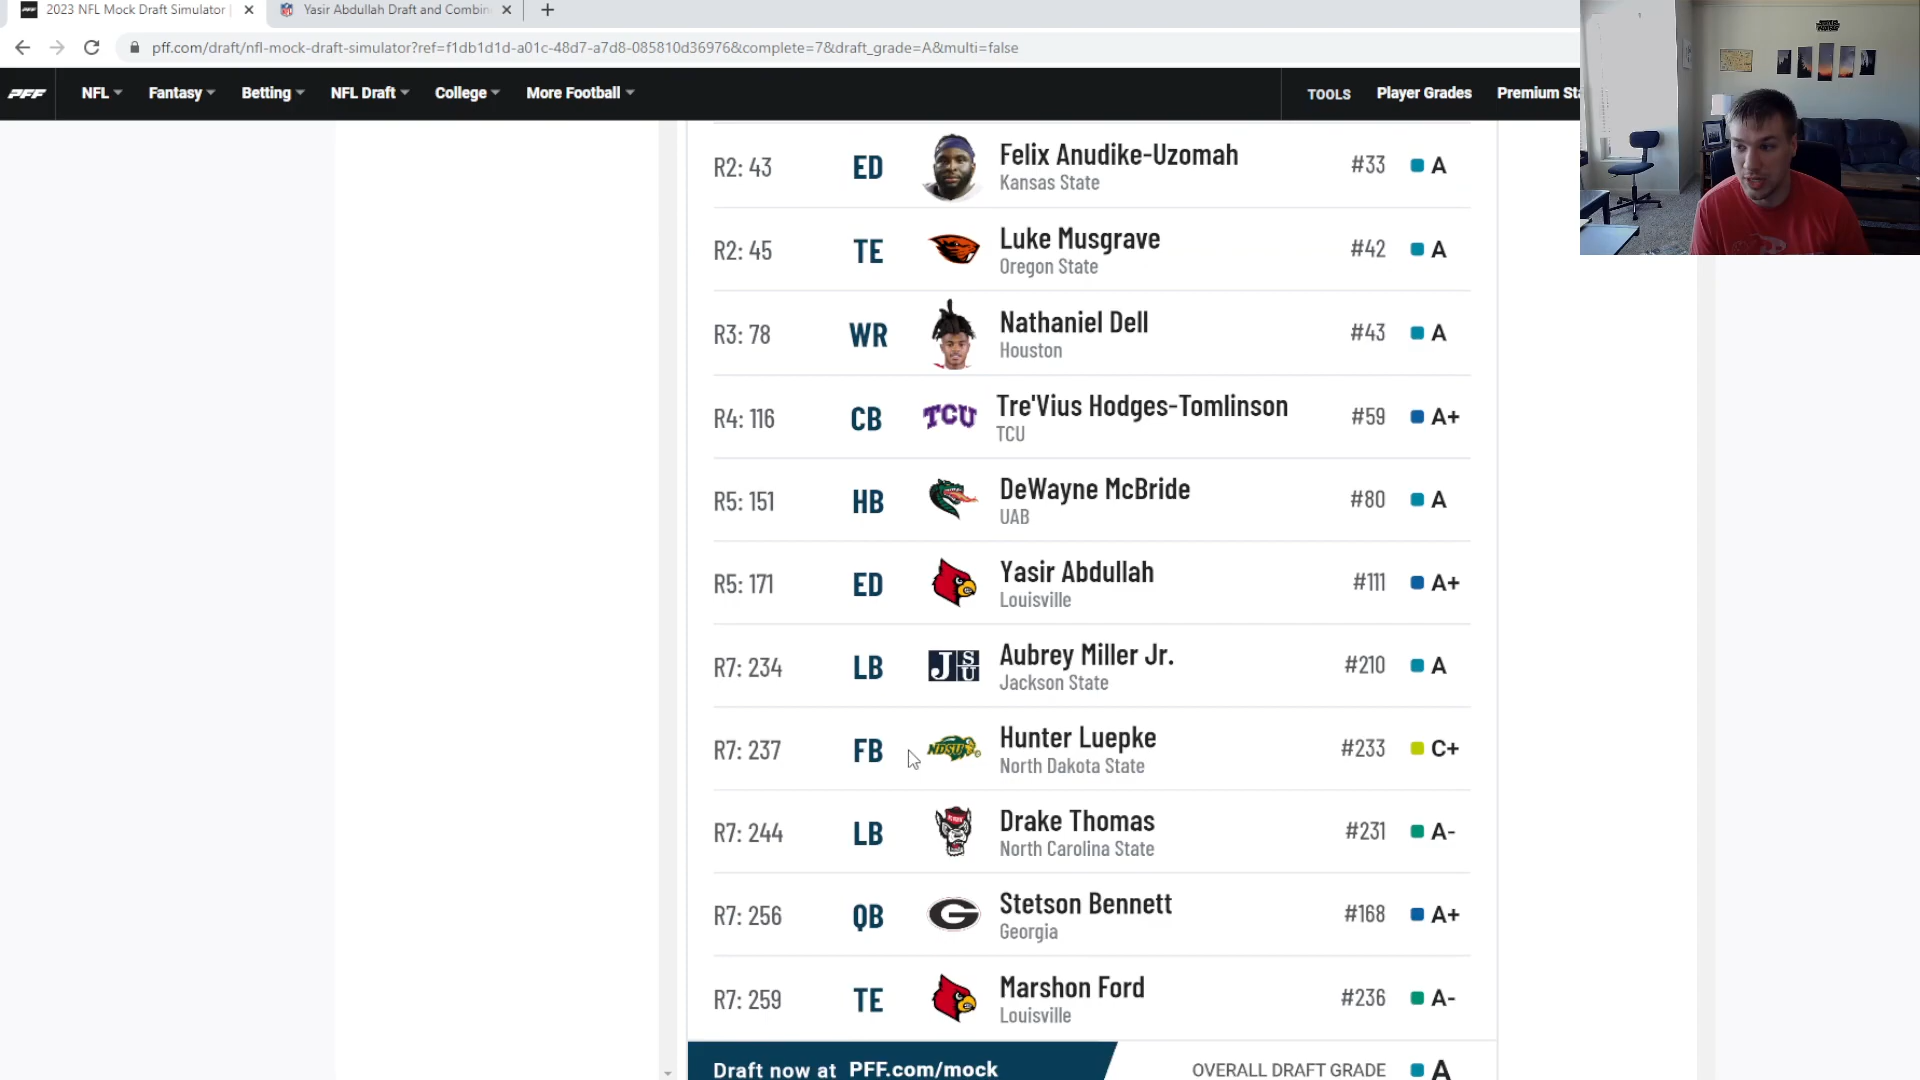 2023 NFL Mock Draft Simulator |
Yasir Abdullah Draft and Combin
pff.com/draft/nfl-mock-draft-simulator?ref=f1db1d1d-a01c-48d7-a7d8-085810d36976&complete=7&draft_grade=A&multi=false
PFF NFL Fantasy Betting NFL Draft College More Football TOOLS Player Grades Premium Sta
R2: 43 ED Felix Anudike-Uzomah #33 A
Kansas State
R2: 45 TE Luke Musgrave #42 A
Oregon State
R3: 78 WR Nathaniel Dell #43 A
Houston
R4: 116 CB TCU Tre'Vius Hodges-Tomlinson #59 A+
TCU
R5: 151 HB DeWayne McBride #80 A
UAB
R5: 171 ED Yasir Abdullah #111 A+
Louisville
R7: 234 LB JSU Aubrey Miller Jr. #210 A
Jackson State
R7: 237 FB NDSU Hunter Luepke #233 C+
North Dakota State
R7: 244 LB Drake Thomas #231 A-
North Carolina State
R7: 256 QB G Stetson Bennett #168 A+
Georgia
R7: 259 TE Marshon Ford #236 A-
Louisville
Draft now at PFF.com/mock OVERALL DRAFT GRADE A